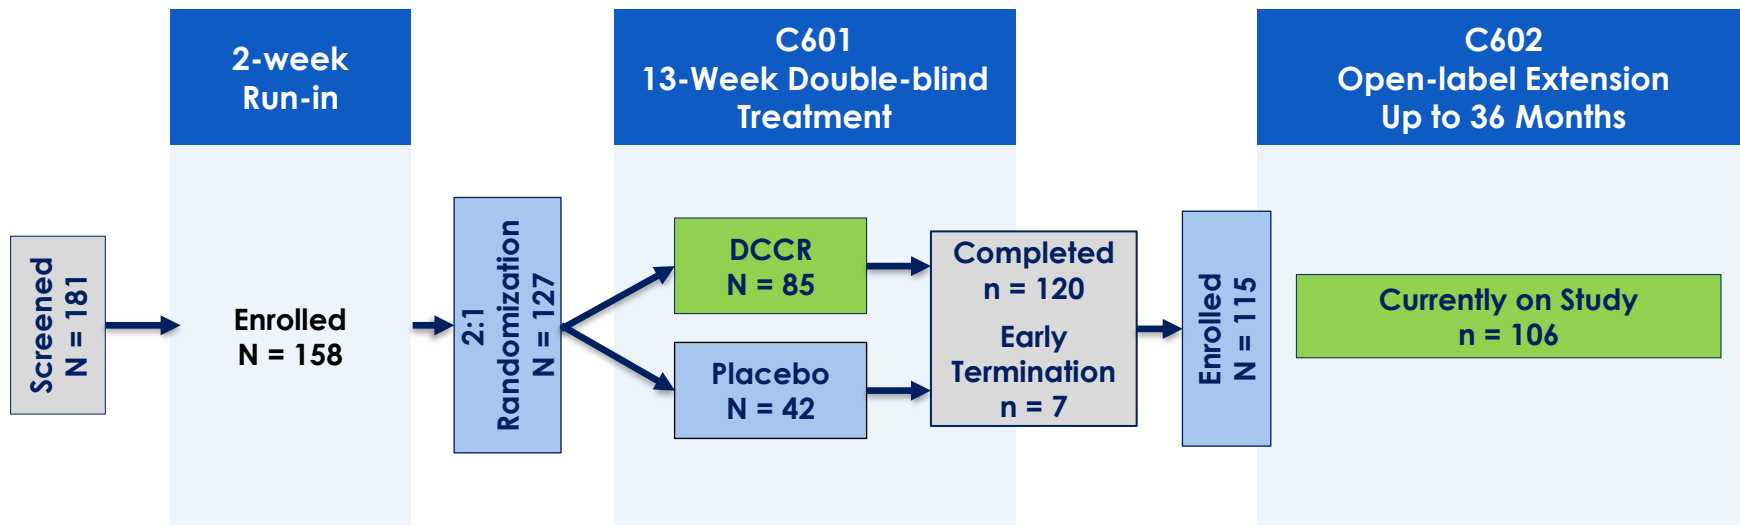 2-week
Run-in
C601
13-Week Double-blind
Treatment
C602
Open-label Extension
Up to 36 Months
Screened
N = 181
Enrolled
N = 158
2:1
Randomization
N = 127
DCCR
N = 85
Placebo
N = 42
Completed
n = 120
Early
Termination
n = 7
Enrolled
N = 115
Currently on Study
n = 106